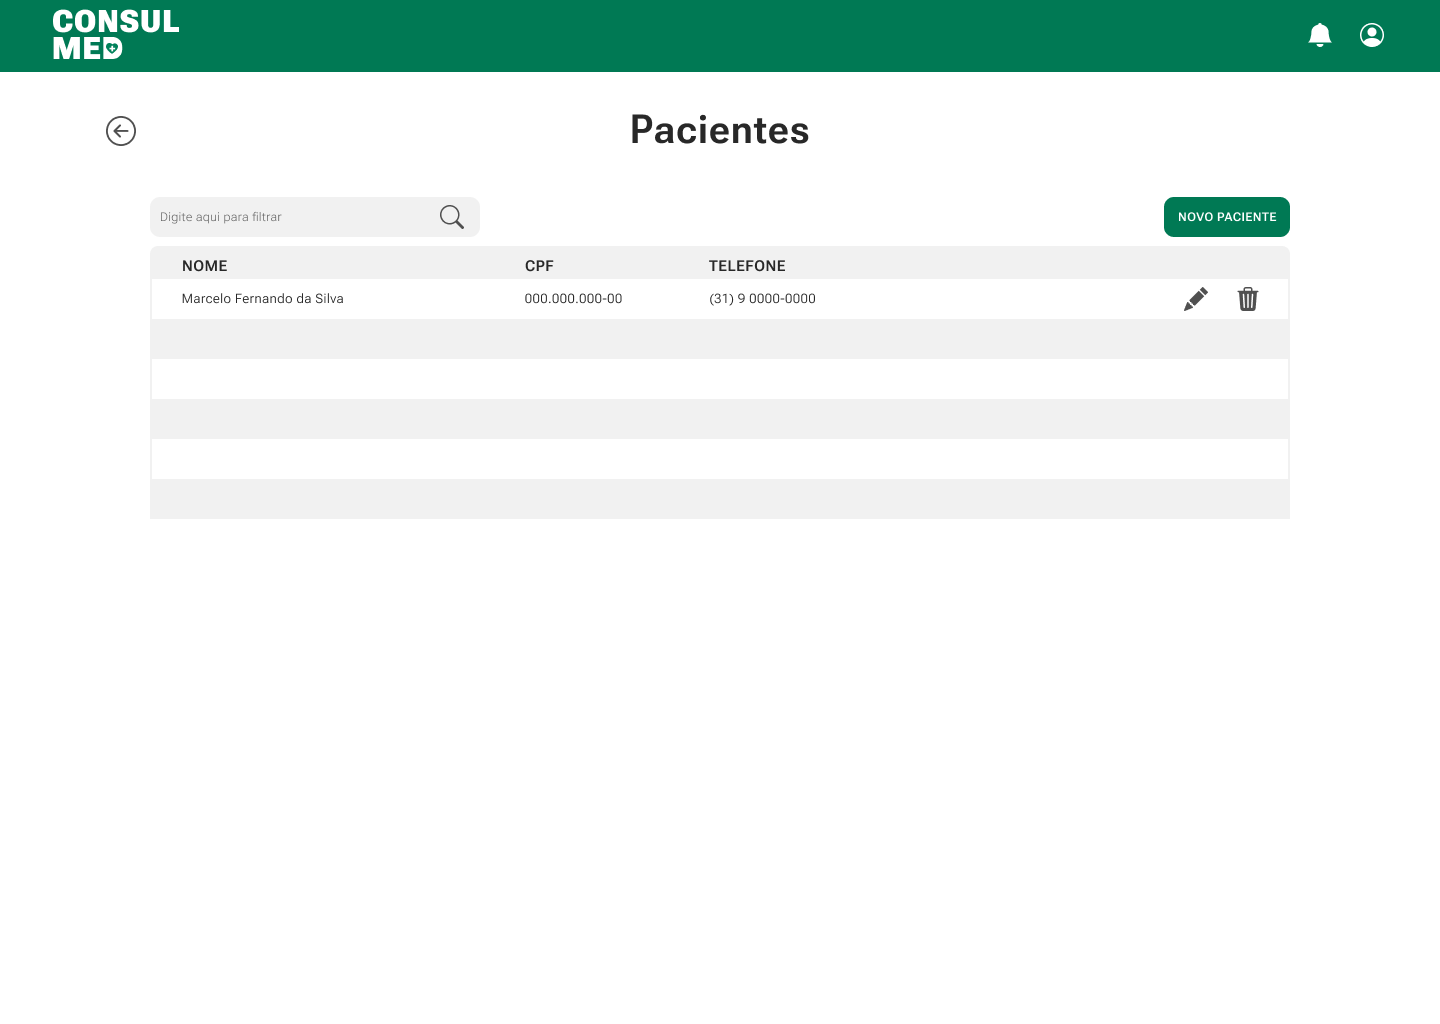 CONSUL
MED
Pacientes
Digite aqui para filtrar
NOVO PACIENTE
NOME CPF TELEFONE
Marcelo Fernando da Silva 000.000.000-00 (31) 9 0000-0000